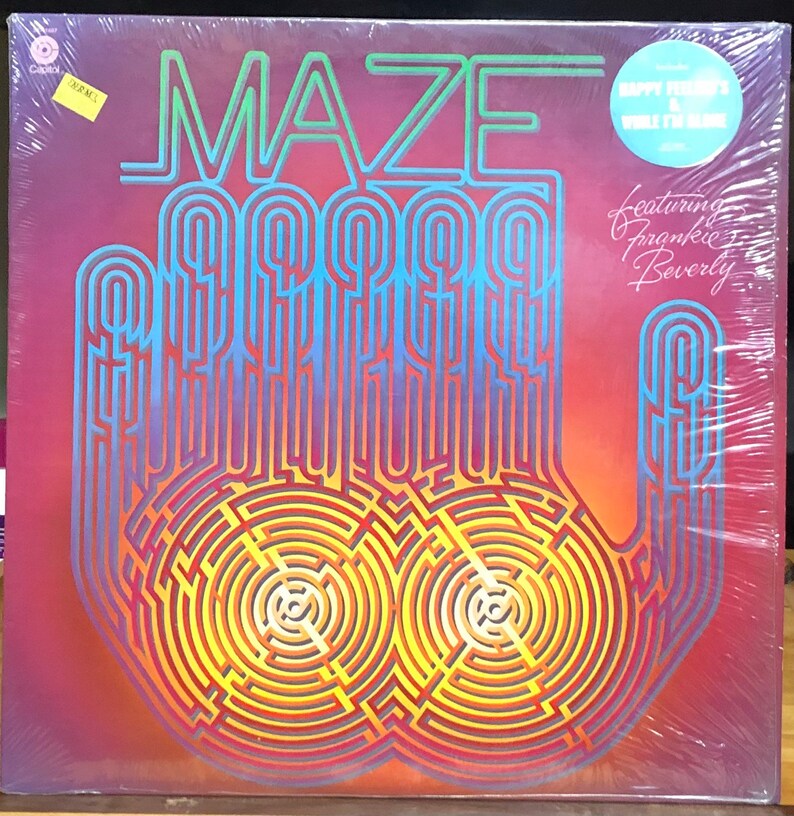 Capitol
MAZE
HAPPY FEELIN'S
&
WHILE I'M ALONE
featuring
Frankie
Beverly